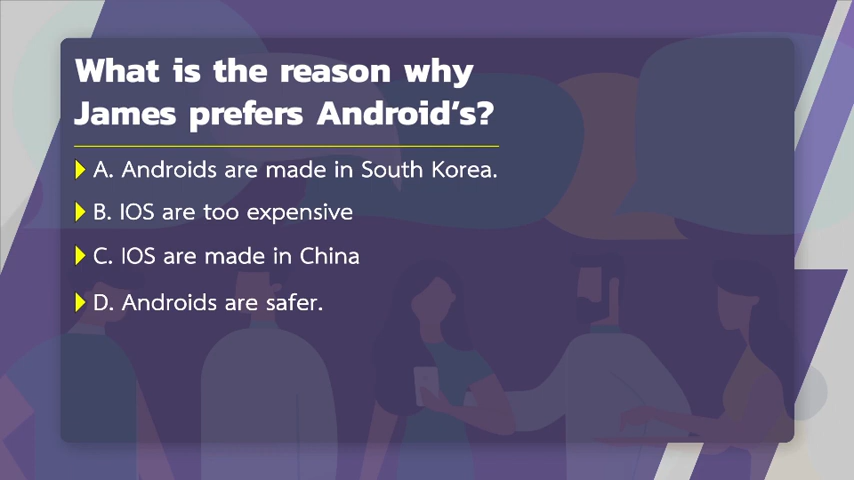 What is the reason why
James prefers Android's?
A. Androids are made in South Korea.
B. IOS are too expensive
C. IOS are made in China
D. Androids are safer.